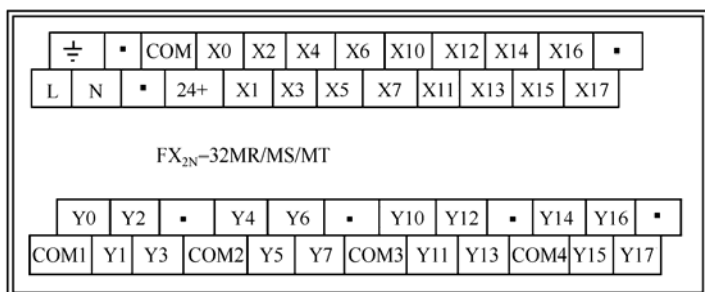 ⏚ ▪ COM X0 X2 X4 X6 X10 X12 X14 X16 ▪
L N ▪ 24+ X1 X3 X5 X7 X11 X13 X15 X17
FX₂ₙ−32MR/MS/MT
Y0 Y2 ▪ Y4 Y6 ▪ Y10 Y12 ▪ Y14 Y16 ▪
COM1 Y1 Y3 COM2 Y5 Y7 COM3 Y11 Y13 COM4 Y15 Y17